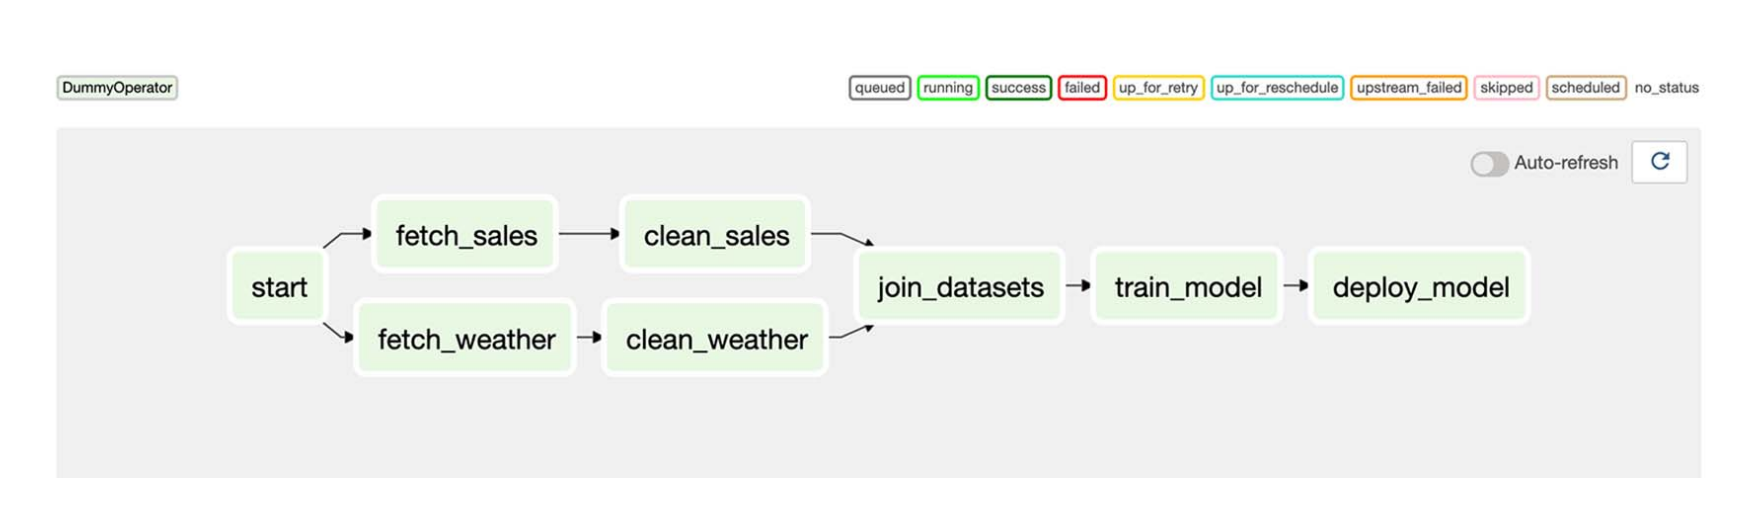 DummyOperator queued running success failed up_for_retry up_for_reschedule upstream_failed skipped scheduled no_status
Auto-refresh
fetch_sales clean_sales
start join_datasets train_model deploy_model
fetch_weather clean_weather